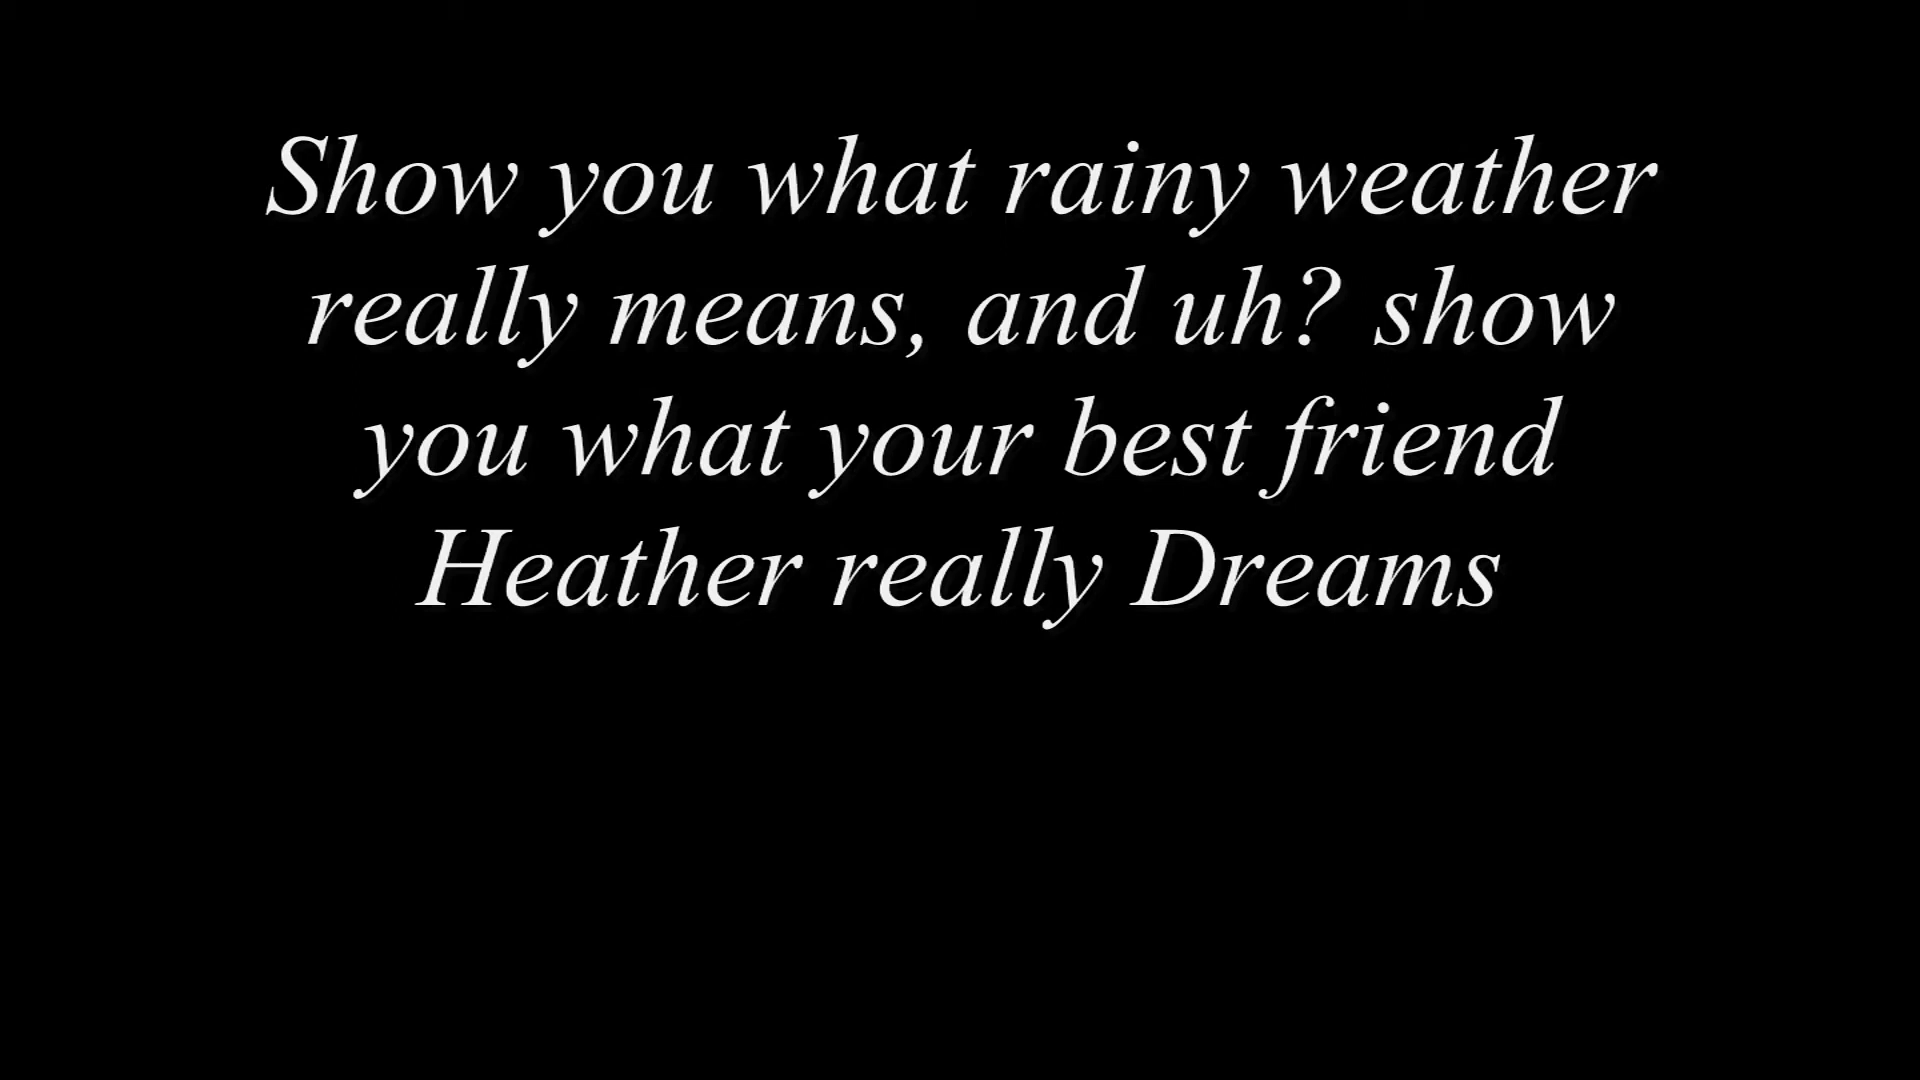 Show you what rainy weather
really means, and uh? show
you what your best friend
Heather really Dreams